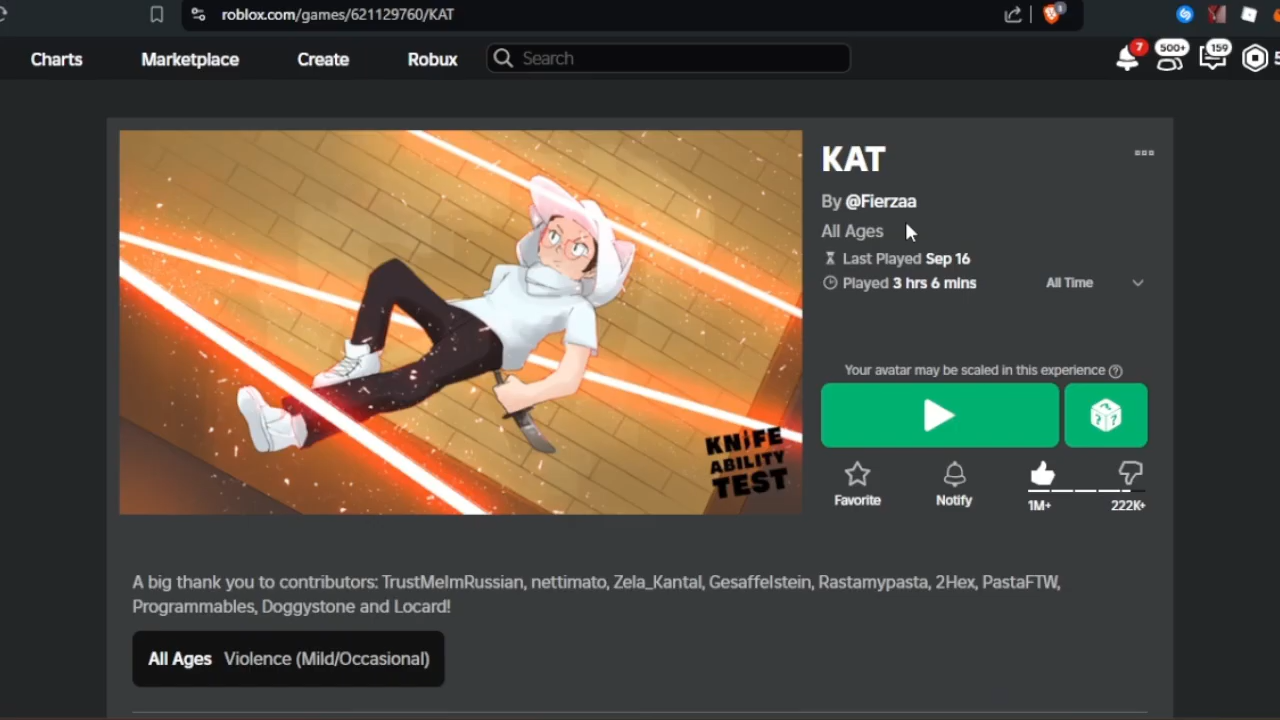 roblox.com/games/621129760/KAT
1
Charts
Marketplace
Create
Robux
Search
7
500+
159
5
KAT
By @Fierzaa
All Ages
Last Played Sep 16
Played 3 hrs 6 mins
All Time
Your avatar may be scaled in this experience
KNIFE
ABILITY
TEST
Favorite
Notify
1M+
222K+
A big thank you to contributors: TrustMeImRussian, nettimato, Zela_Kantal, Gesaffelstein, Rastamypasta, 2Hex, PastaFTW,
Programmables, Doggystone and Locard!
All Ages Violence (Mild/Occasional)